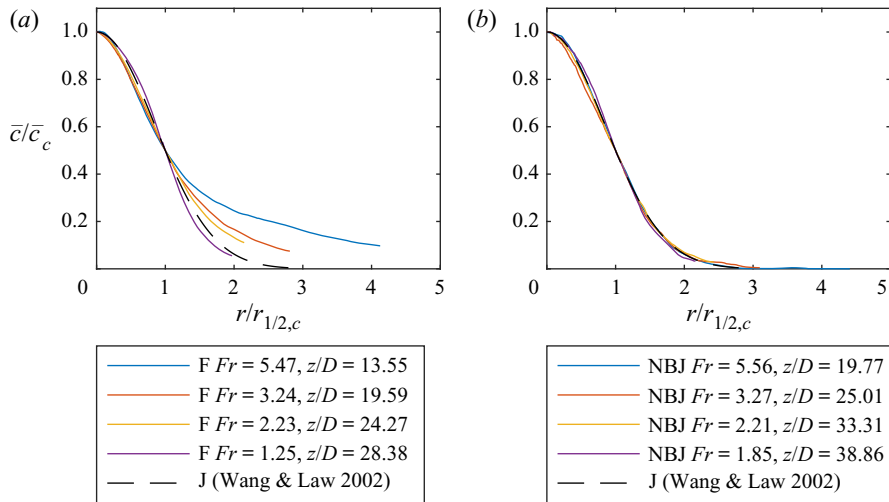 (a)
1.0
0.8
0.6
0.4
0.2
c̅/c̅c
0 1 2 3 4 5
r/r1/2,c
F Fr = 5.47, z/D = 13.55
F Fr = 3.24, z/D = 19.59
F Fr = 2.23, z/D = 24.27
F Fr = 1.25, z/D = 28.38
J (Wang & Law 2002)
(b)
1.0
0.8
0.6
0.4
0.2
0 1 2 3 4 5
r/r1/2,c
NBJ Fr = 5.56, z/D = 19.77
NBJ Fr = 3.27, z/D = 25.01
NBJ Fr = 2.21, z/D = 33.31
NBJ Fr = 1.85, z/D = 38.86
J (Wang & Law 2002)